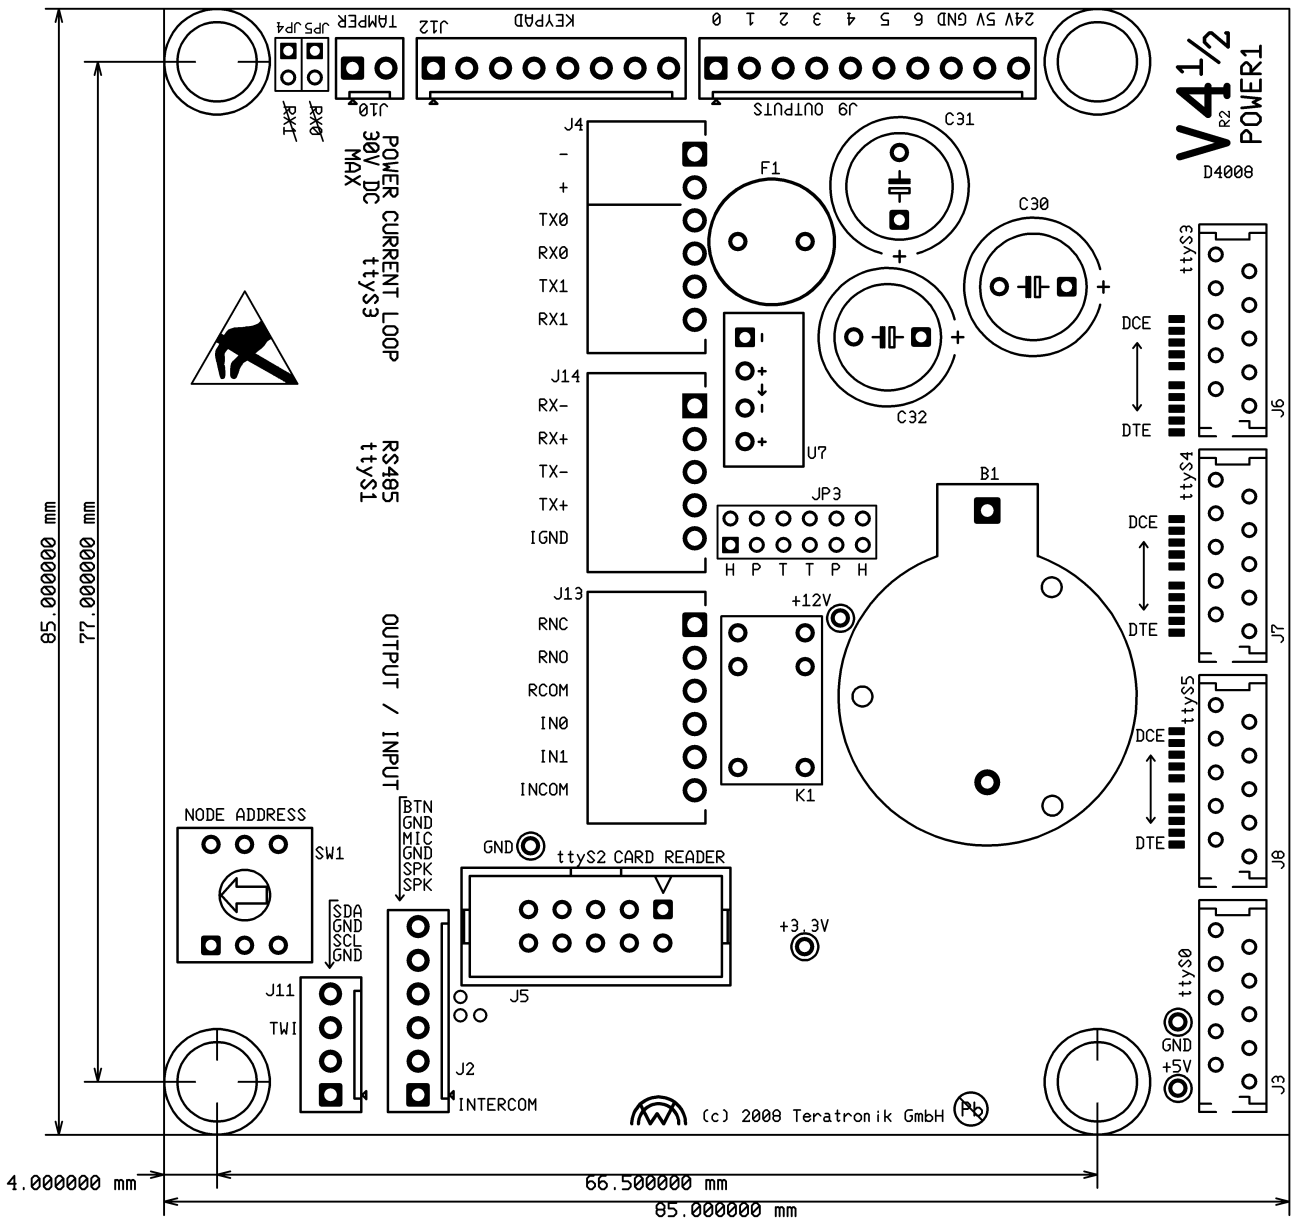 JP4
JP5
TAMPER
J12
KEYPAD
0 1 2 3 4 5 6 GND 5V 24V
RX1
RX0
J10
J9 OUTPUTS
V4½
R2
POWER1
D4008
POWER CURRENT LOOP
30V DC
MAX
ttyS3
J4
-
+
TX0
RX0
TX1
RX1
F1
C31
C30
C32
+
+
+
-
+
-
+
U7
J14
RX-
RX+
TX-
TX+
IGND
RS485
ttyS1
JP3
H P T T P H
B1
+12V
J13
RNC
RNO
RCOM
IN0
IN1
INCOM
K1
OUTPUT / INPUT
ttyS3
DCE
DTE
J6
ttyS4
DCE
DTE
J7
ttyS5
DCE
DTE
J8
ttyS0
GND
+5V
J3
NODE ADDRESS
SW1
BTN
GND
MIC
GND
SPK
SPK
SDA
GND
SCL
GND
J11
TWI
J2
INTERCOM
GND
ttyS2 CARD READER
J5
+3.3V
(c) 2008 Teratronik GmbH
Pb
85.000000 mm
77.000000 mm
4.000000 mm
66.500000 mm
85.000000 mm